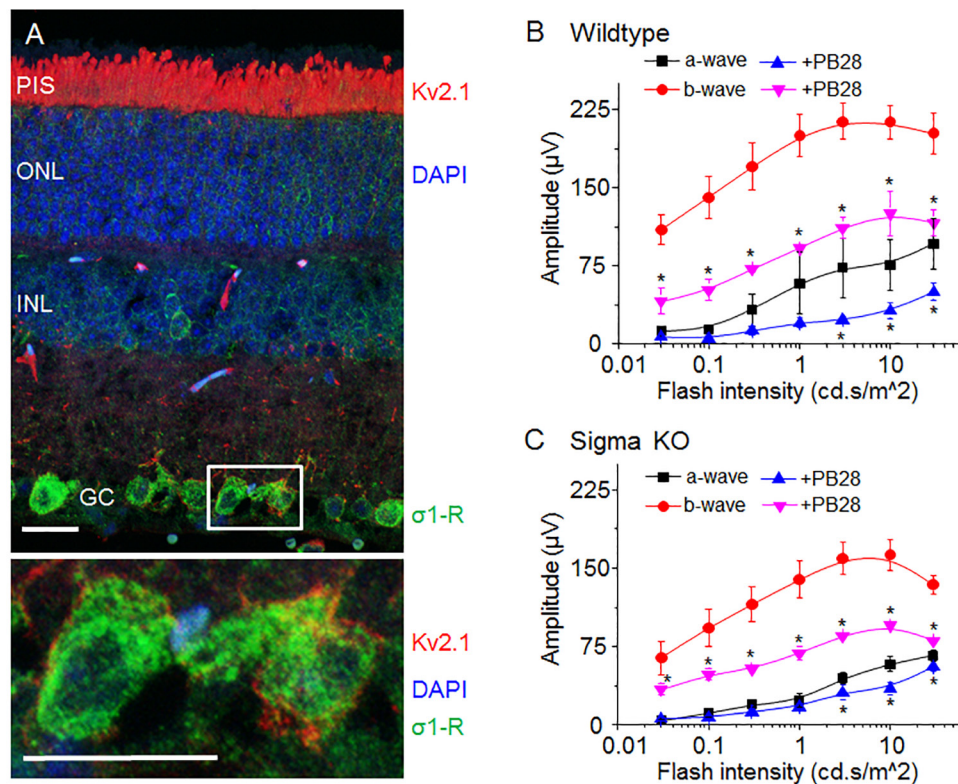 A
PIS
ONL
INL
GC
Kv2.1
DAPI
σ1-R
Kv2.1
DAPI
σ1-R
B Wildtype
a-wave +PB28
b-wave +PB28
225
150
75
0
Amplitude (μV)
* * * * * * *
* * *
0.01 0.1 1 10
Flash intensity (cd.s/m^2)
C Sigma KO
a-wave +PB28
b-wave +PB28
225
150
75
0
Amplitude (μV)
* * * * * * *
* * *
0.01 0.1 1 10
Flash intensity (cd.s/m^2)